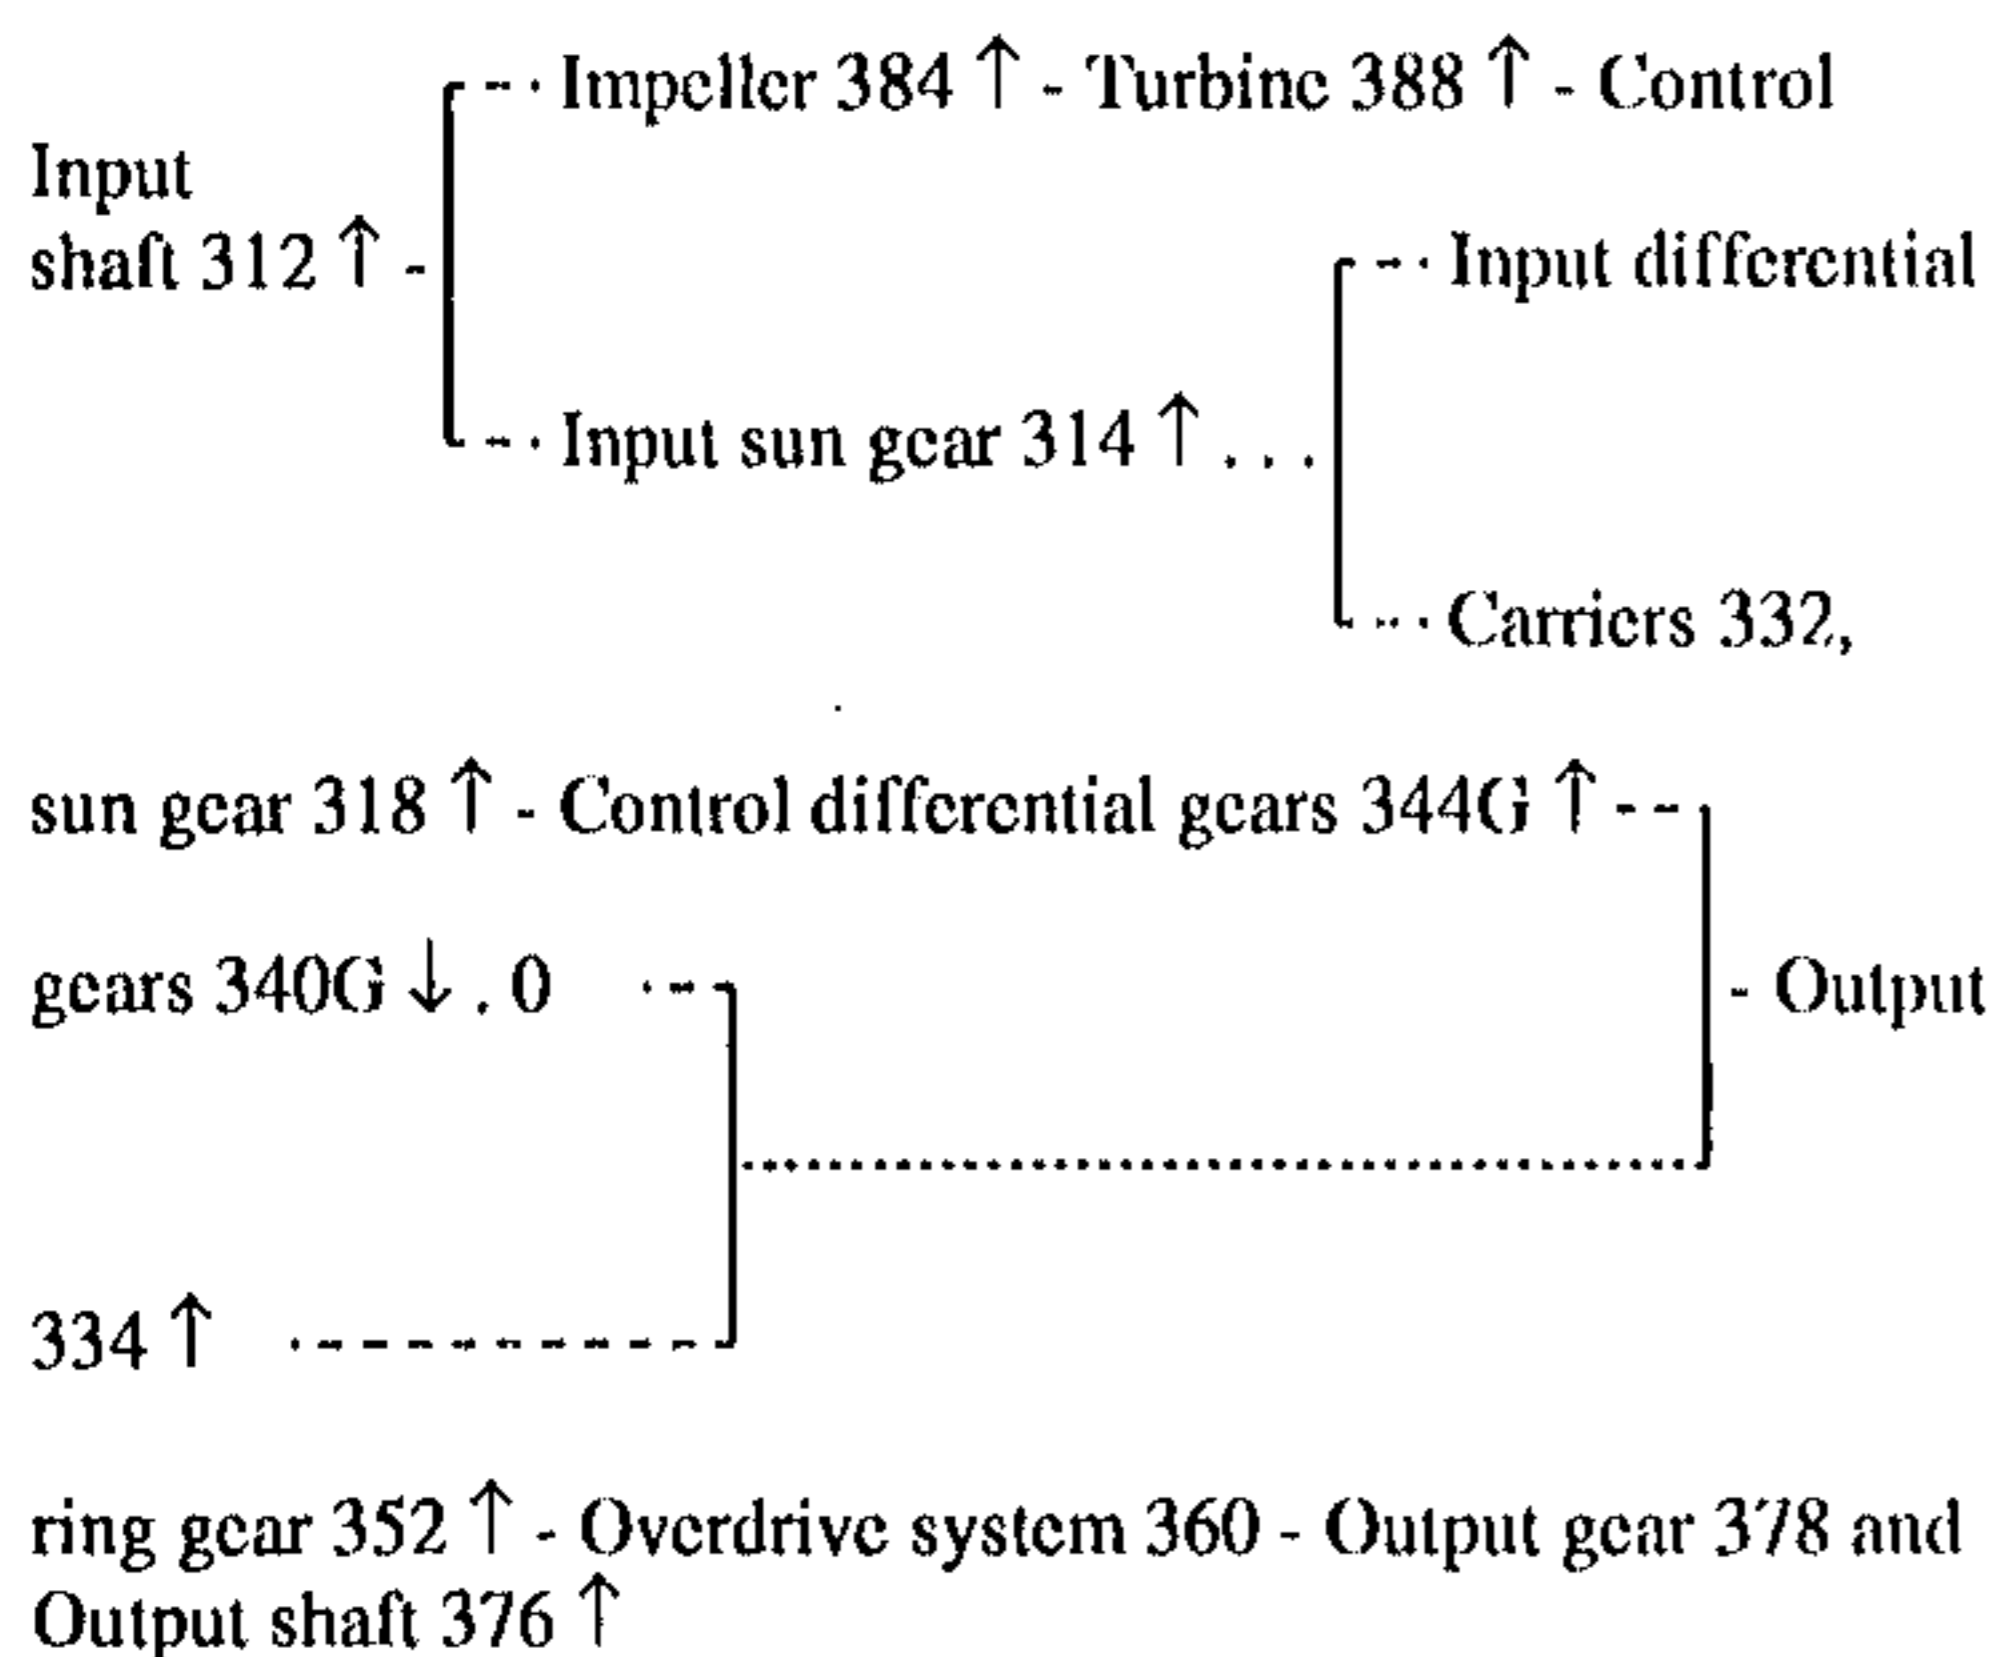 Impeller 384 ↑ - Turbine 388 ↑ - Control
Input
shaft 312 ↑ -
Input differential
Input sun gear 314 ↑ . . .
Carriers 332,
sun gear 318 ↑ - Control differential gears 344G ↑ - -
gears 340G ↓ . 0
- Output
334 ↑
ring gear 352 ↑ - Overdrive system 360 - Output gear 378 and
Output shaft 376 ↑